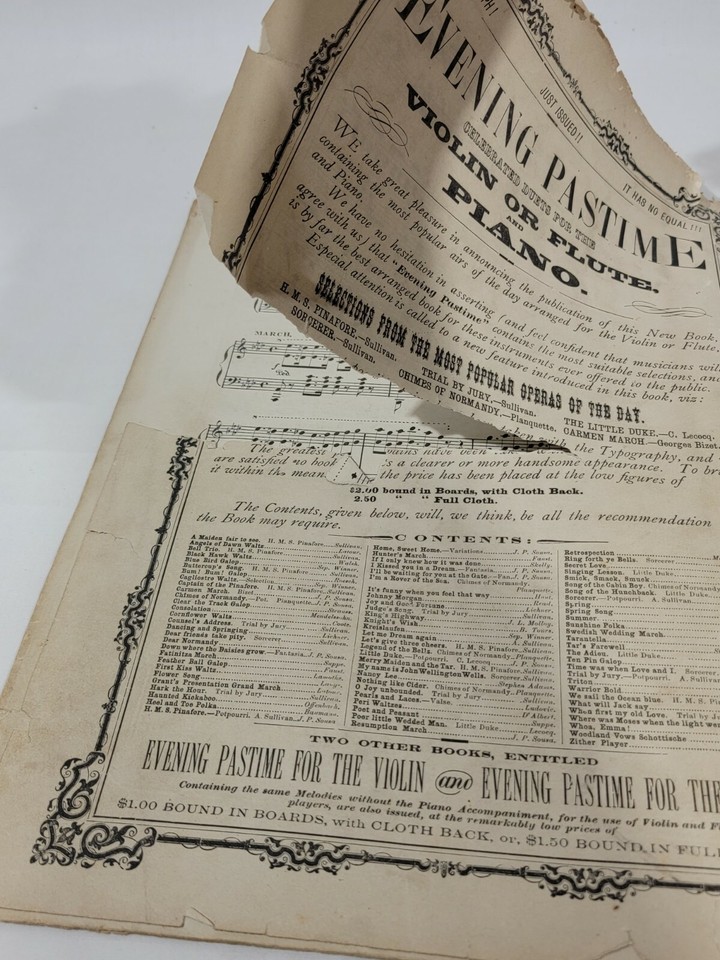 PH!
EVENING PASTIME
JUST ISSUED!!
IT HAS NO EQUAL!!!
CELEBRATED DUETS FOR THE
VIOLIN OR FLUTE.
AND
PIANO.
WE take great pleasure in announcing the publication of this New Book,
containing the most popular airs of the day arranged for the Violin or Flute
and Piano.
We have no hesitation in asserting (and feel confident that musicians will
agree with us) that "Evening Pastime" contains the most suitable selections, and
is by far the best arranged book for these instruments ever offered to the public.
Especial attention is called to a new feature introduced in this book, viz:
SELECTIONS FROM THE MOST POPULAR OPERAS OF THE DAY.
H. M. S. PINAFORE,—Sullivan. TRIAL BY JURY,—Sullivan. THE LITTLE DUKE.—C. Lecocq.
SORCERER.—Sullivan. CHIMES OF NORMANDY,—Planquette. CARMEN MARCH.—Georges Bizet.
MARCH.
The greatest with the Typography, and
are satisfied no book is a clearer or more handsome appearance. To
it within the means the price has been placed at the low figures of
$2.00 bound in Boards, with Cloth Back.
2.50 " " Full Cloth.
The Contents, given below, will, we think, be all the recommendation
the Book may require.
CONTENTS:
A Maiden fair to see. H. M. S. Pinafore
Angels of Dawn Waltz
Bell Trio. H. M. S. Pinafore
Black Hawk Waltz
Blue Bird Galop
Buttercup's Song. H. M. S. Pinafore
Bum! Bum! Galop
Cagliostro Waltz
Captain of the Pinafore. H. M. S. Pinafore
Carmen March. Bizet
Chimes of Normandy
Clear the Track Galop
Consolation
Cornflower Waltz
Counsel's Address. Trial by Jury
Dancing and Springing
Dear friends take pity. Sorcerer
Dear Normandy
Down where the Daisies grow
Fatinitza March
Feather Ball Galop
First Kiss Waltz
Flower Song
Grant's Presentation Grand March
Hark the Hour. Trial by Jury
Haunted Kickaboo
Heel and Toe Polka
H. M. S. Pinafore.—Potpourri. A. Sullivan. J. P. Sousa
Home, Sweet Home.—Variations. J. P. Sousa.
Hunter's March
If I only knew how it was done
I Kissed you in a Dream
I'll be waiting for you at the Gate
I'm a Rover of the Sea. Chimes of Normandy.
It's funny when you feel that way
Johnny Morgan
Joy and Grief
Judge's Song. Trial by Jury
King's Highway
Knight's Wish
Kreislaufen
Let me Dream again
Let's give three cheers. H. M. S. Pinafore
Legend of the Bells. Chimes of Normandy
Little Duke.—Potpourri. C. Lecocq
Merry Maiden and the Tar. H. M. S. Pinafore
My name is John Wellington Wells. Sorcerer
Nancy Lee
Nothing like Cider. Chimes of Normandy
O Joy unbounded. Trial by Jury
Pearls and Laces.—Valse
Peri Waltzes
Poet and Peasant
Poor little Wedded Man. Little Duke
Resumption March
Retrospection
Ring forth ye Bells. Sorcerer
Secret Love
Singing Lesson. Little Duke
Smick, Smack, Smuck
Song of the Cabin Boy. Chimes of Normandy
Song of the Hunchback. Little Duke
Sorcerer.—Potpourri. A. Sullivan
Spring
Spring Song
Summer
Sunshine Polka
Swedish Wedding March
Tarantella
Tar's Farewell
The Adieu. Little Duke
Ten Pin Galop
Time was when Love and I. Sorcerer
Trial by Jury.—Potpourri. A. Sullivan
Triton
Warrior Bold
We sail the Ocean blue. H. M. S.
What will Jack say
When first my old Love. Trial by
Where was Moses when the light went
Whoa, Emma!
Woodland Vows Schottische
Zither Player
TWO OTHER BOOKS, ENTITLED
EVENING PASTIME FOR THE VIOLIN and EVENING PASTIME FOR THE
Containing the same Melodies without the Piano Accompaniment, for the use of Violin and
players, are also issued, at the remarkably low prices of
$1.00 BOUND IN BOARDS, with CLOTH BACK, or, $1.50 BOUND IN FULL